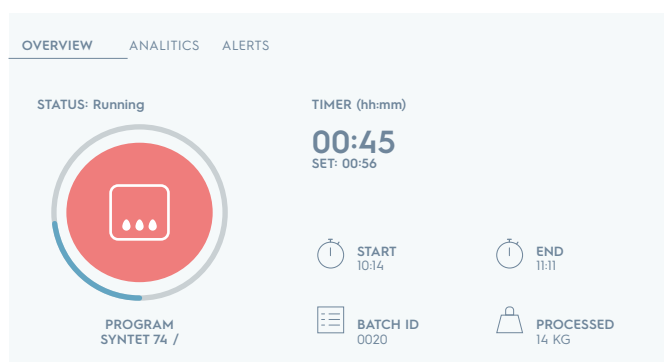 OVERVIEW ANALITICS ALERTS
STATUS: Running
TIMER (hh:mm)
00:45
SET: 00:56
START
10:14
END
11:11
PROGRAM
SYNTET 74 /
BATCH ID
0020
PROCESSED
14 KG